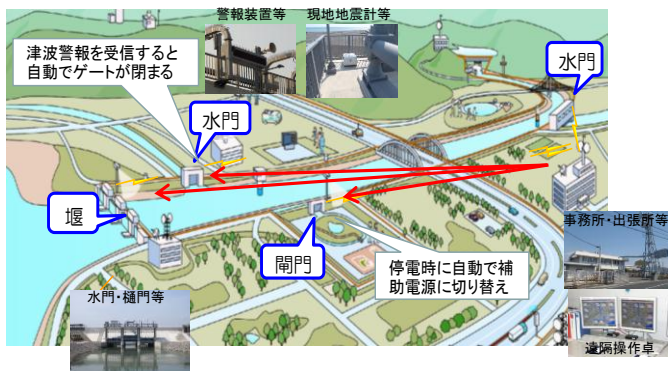 警報装置等
現地地震計等
津波警報を受信すると
自動でゲートが閉まる
水門
水門
堰
閘門
停電時に自動で補
助電源に切り替え
事務所・出張所等
水門・樋門等
遠隔操作卓